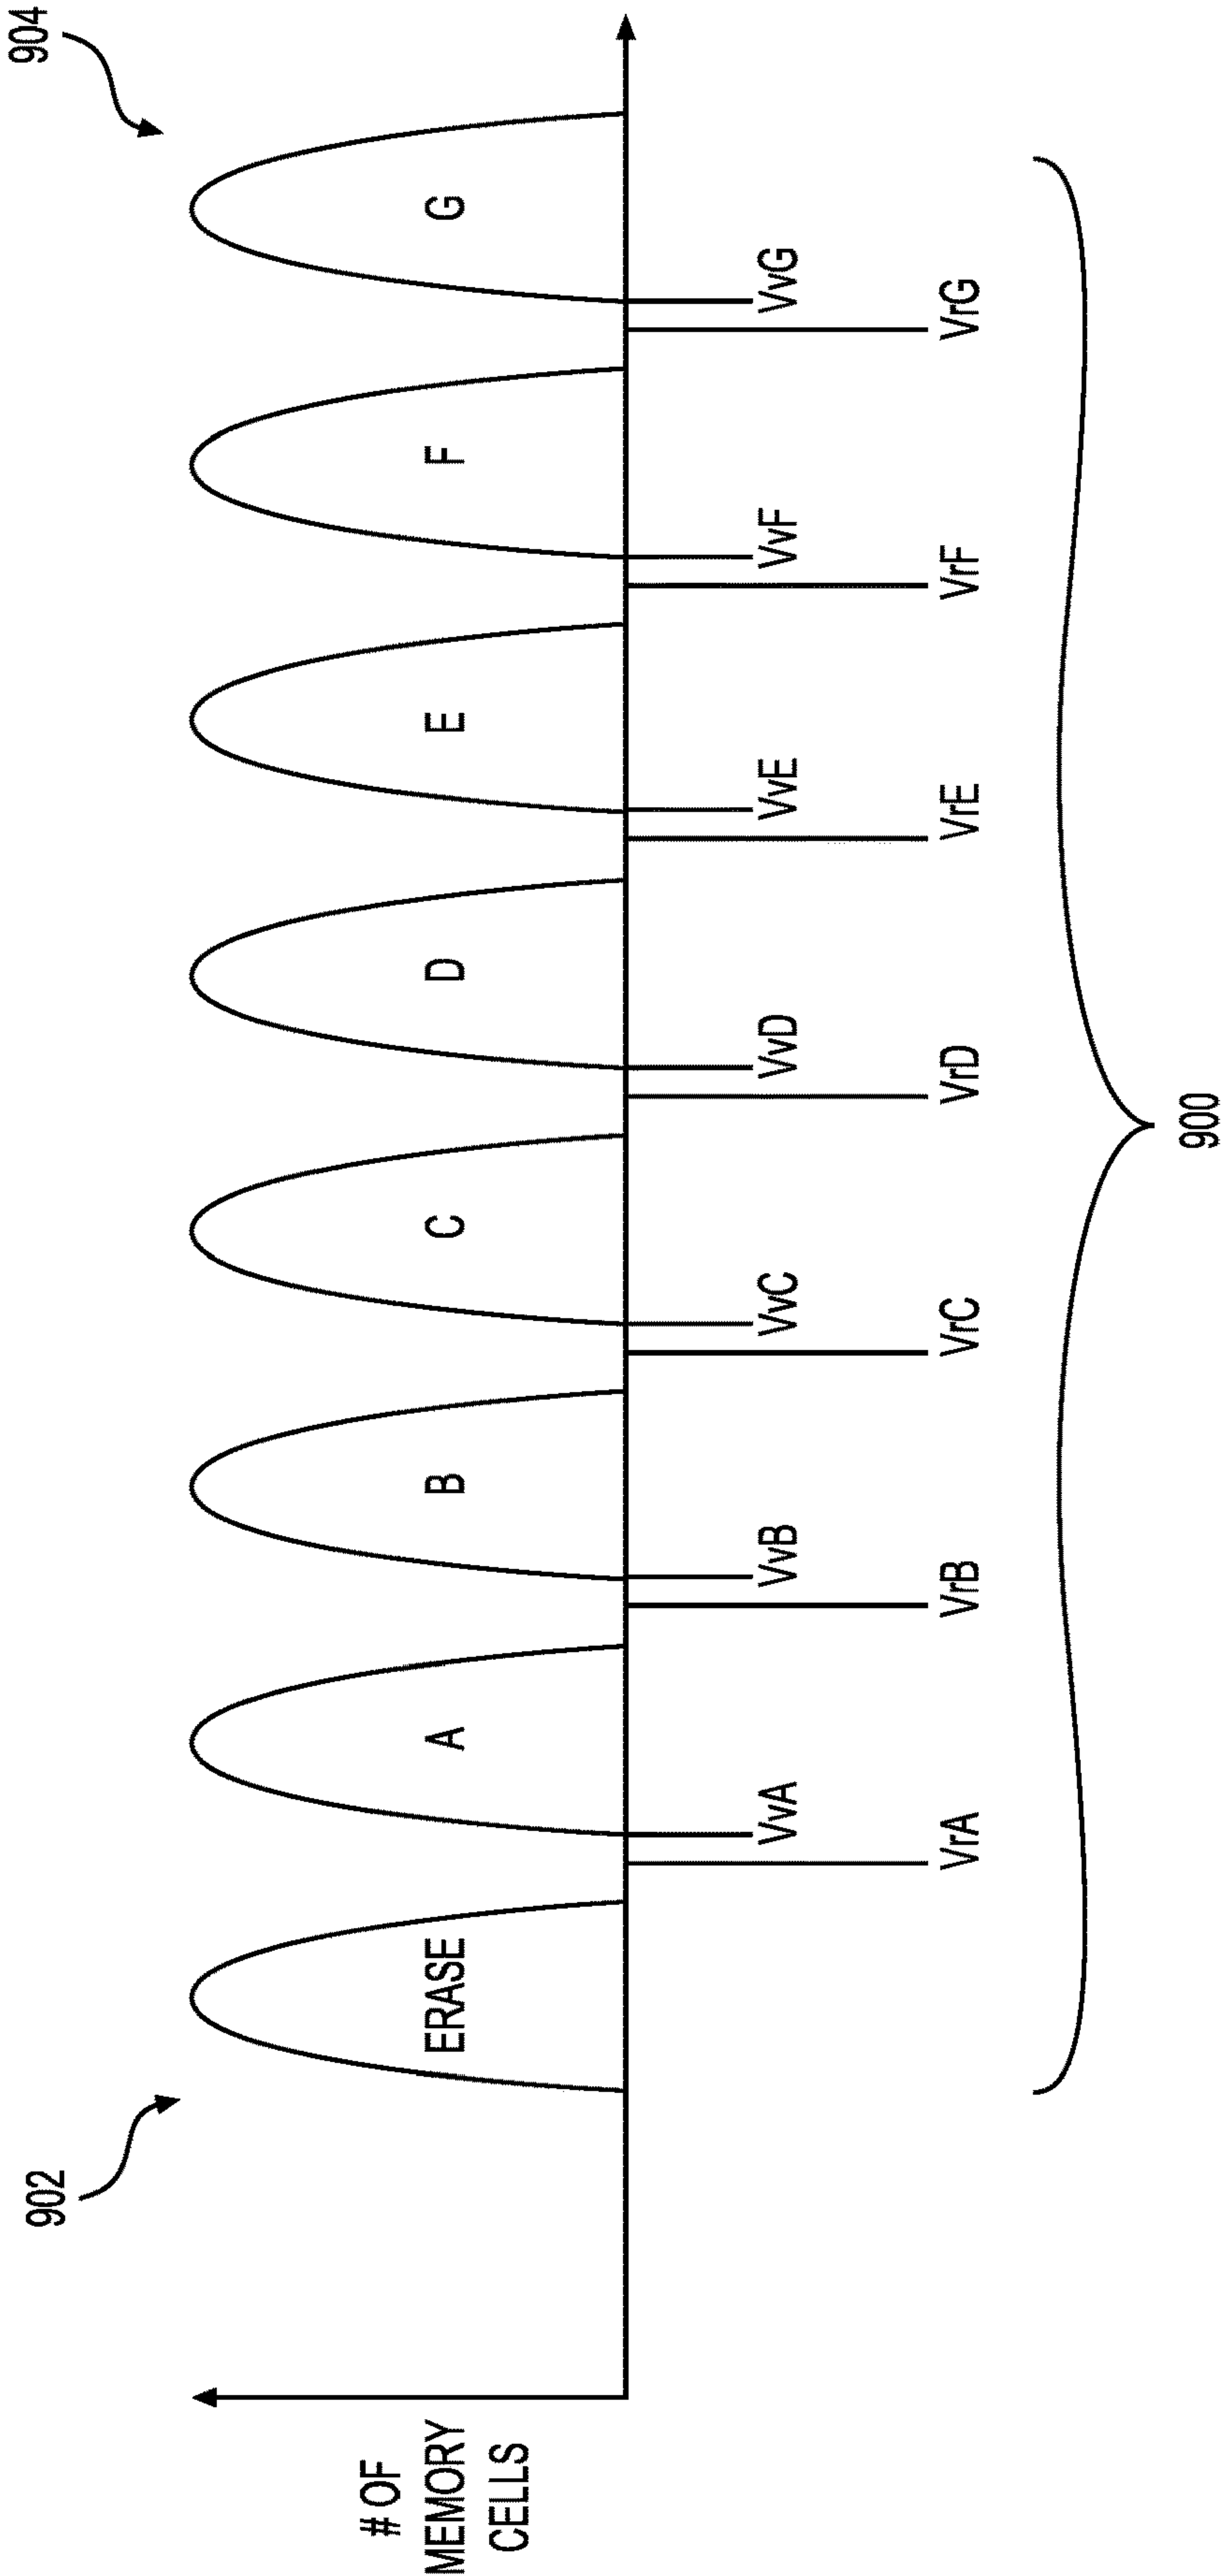 902
904
# OF
MEMORY
CELLS
ERASE
A
B
C
D
E
F
G
VvA
VvB
VvC
VvD
VvE
VvF
VvG
VrA
VrB
VrC
VrD
VrE
VrF
VrG
900